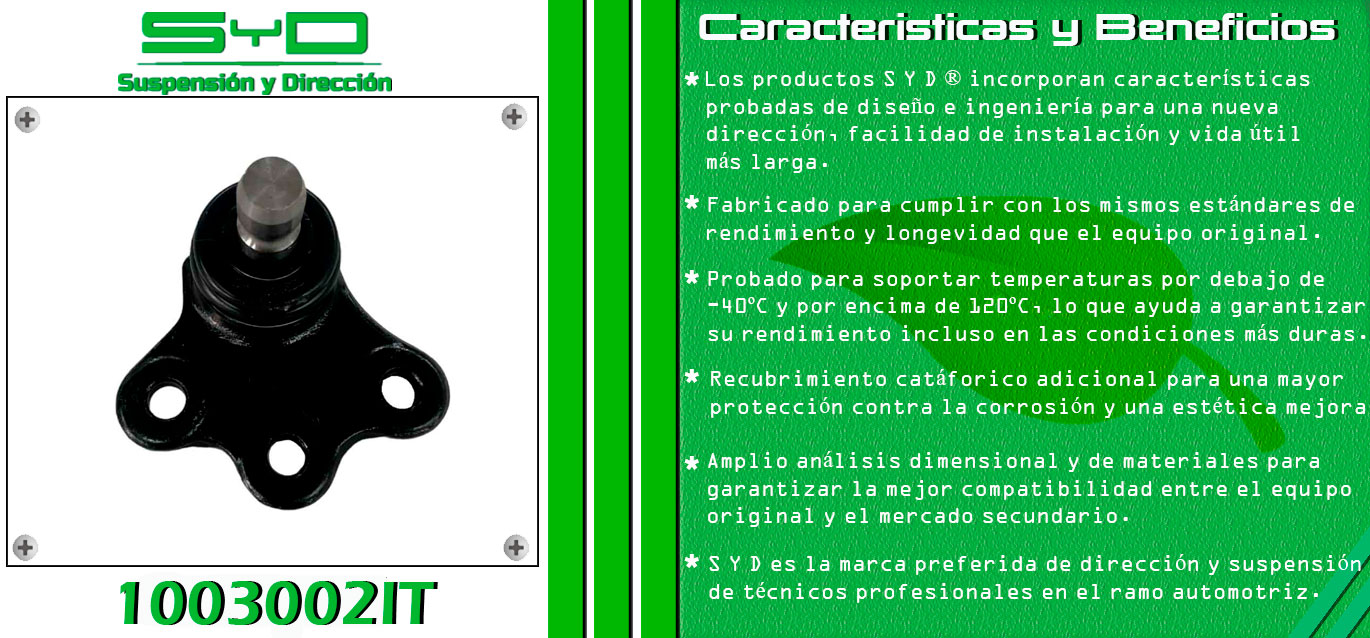 SYD
Suspensión y Dirección
1003002IT
Caracteristicas y Beneficios
* Los productos S Y D ® incorporan características
probadas de diseño e ingeniería para una nueva
dirección, facilidad de instalación y vida útil
más larga.
* Fabricado para cumplir con los mismos estándares de
rendimiento y longevidad que el equipo original.
* Probado para soportar temperaturas por debajo de
-40ºC y por encima de 120ºC, lo que ayuda a garantizar
su rendimiento incluso en las condiciones más duras.
* Recubrimiento catáforico adicional para una mayor
protección contra la corrosión y una estética mejora
* Amplio análisis dimensional y de materiales para
garantizar la mejor compatibilidad entre el equipo
original y el mercado secundario.
* S Y D es la marca preferida de dirección y suspensión
de técnicos profesionales en el ramo automotriz.